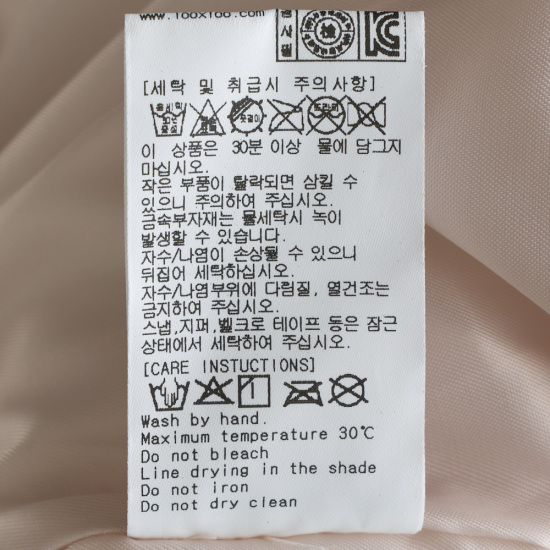 www.fooxfoo.com
검사필
檢
[세탁 및 취급시 주의사항]
이 상품은 30분 이상 물에 담그지
마십시오.
작은 부품이 탈락되면 삼킬 수
있으니 주의하여 주십시오.
금속부자재는 물세탁시 녹이
발생할 수 있습니다.
자수/나염이 손상될 수 있으니
뒤집어 세탁하십시오.
자수/나염부위에 다림질, 열건조는
금지하여 주십시오.
스냅,지퍼,벨크로 테이프 등은 잠근
상태에서 세탁하여 주십시오.
[CARE INSTUCTIONS]
Wash by hand.
Maximum temperature 30℃
Do not bleach
Line drying in the shade
Do not iron
Do not dry clean